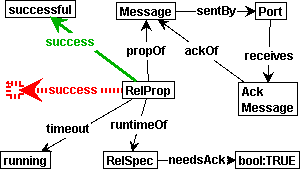 successful
Message
sentBy
Port
success
propOf
ackOf
receives
success
RelProp
Ack
Message
timeout
runtimeOf
running
RelSpec
needsAck
bool:TRUE